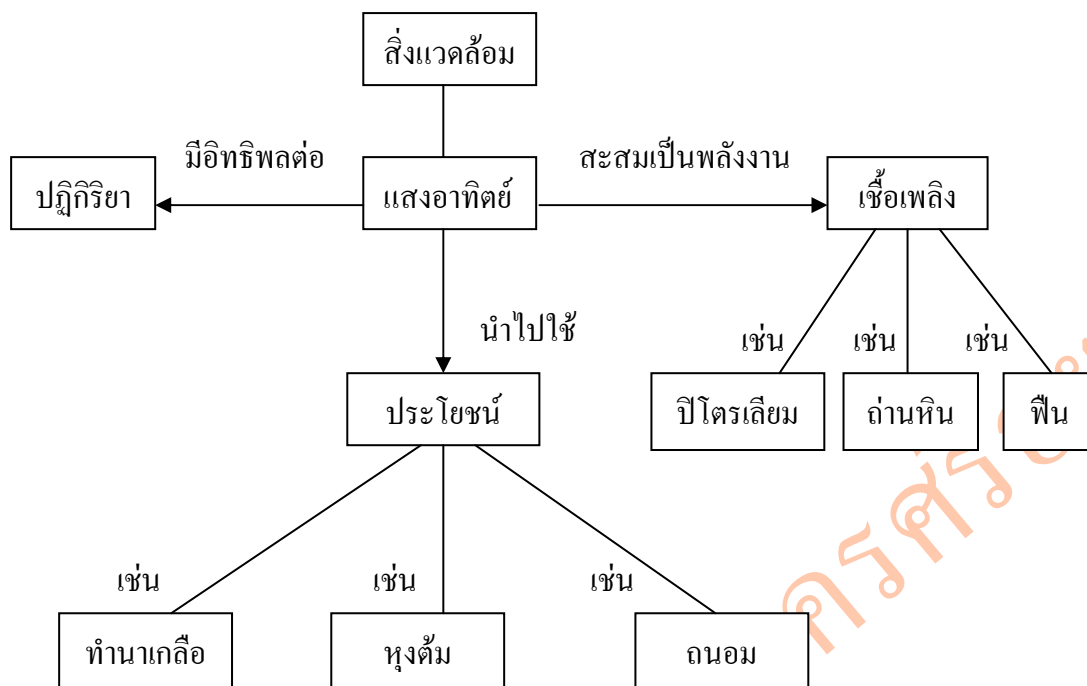 สิ่งแวดล้อม
มีอิทธิพลต่อ
สะสมเป็นพลังงาน
ปฏิกิริยา
แสงอาทิตย์
เชื้อเพลิง
นำไปใช้
เช่น
เช่น
เช่น
ประโยชน์
ปิโตรเลียม
ถ่านหิน
ฟืน
เช่น
เช่น
เช่น
ทำนาเกลือ
หุงต้ม
ถนอม